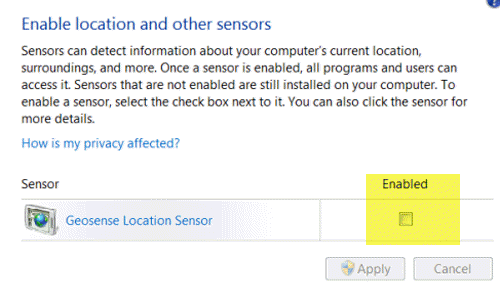 Enable location and other sensors
Sensors can detect information about your computer's current location,
surroundings, and more. Once a sensor is enabled, all programs and users can
access it. Sensors that are not enabled are still installed on your computer. To
enable a sensor, select the check box next to it. You can also click the sensor for
more details.
How is my privacy affected?
Sensor Enabled
Geosense Location Sensor
Apply Cancel